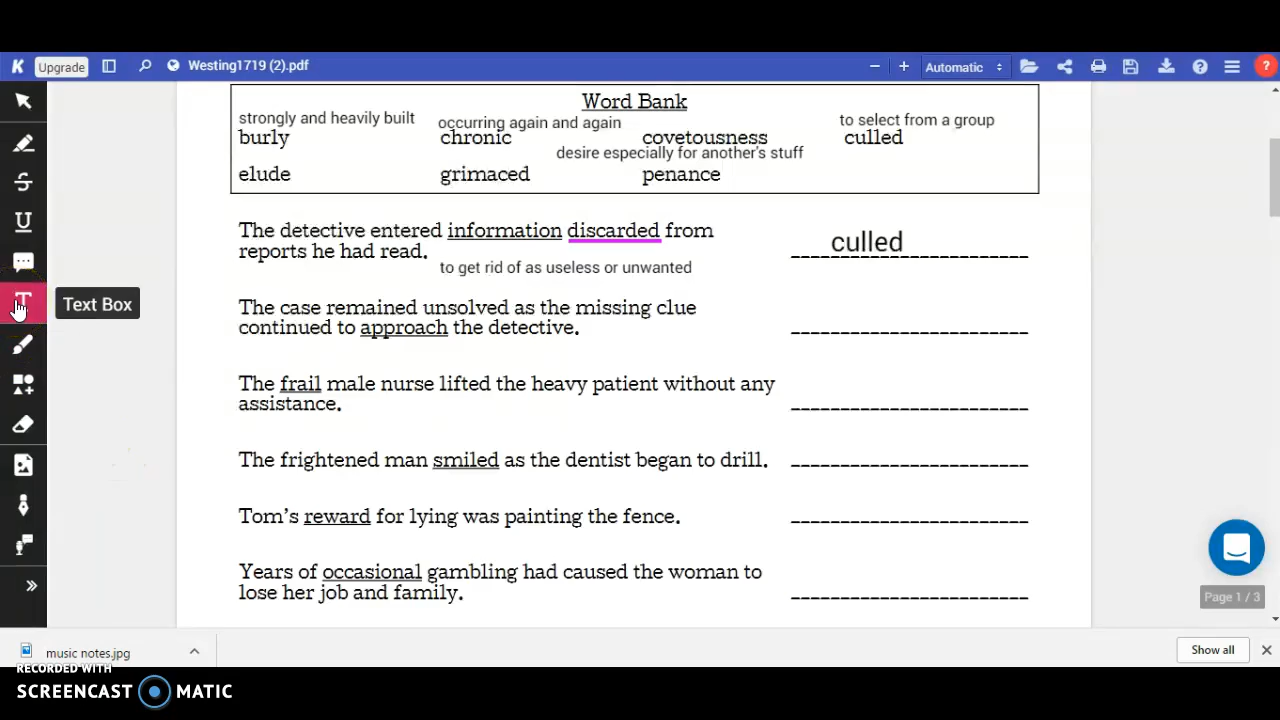 Upgrade
Westing1719 (2).pdf
Automatic
?
Word Bank
strongly and heavily built
occurring again and again
to select from a group
burly chronic covetousness culled
desire especially for another's stuff
elude grimaced penance
The detective entered information discarded from
reports he had read.
culled
to get rid of as useless or unwanted
Text Box
The case remained unsolved as the missing clue
continued to approach the detective.
The frail male nurse lifted the heavy patient without any
assistance.
The frightened man smiled as the dentist began to drill.
Tom's reward for lying was painting the fence.
Years of occasional gambling had caused the woman to
lose her job and family.
Page 1 / 3
music notes.jpg
Show all
RECORDED WITH
SCREENCAST MATIC